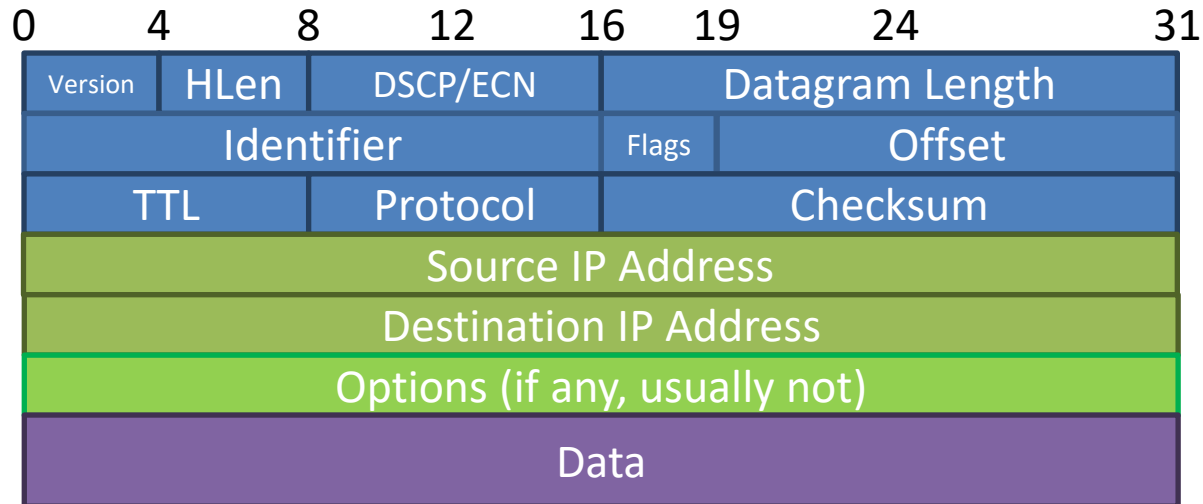 0 4 8 12 16 19 24 31
Version HLen DSCP/ECN Datagram Length
Identifier Flags Offset
TTL Protocol Checksum
Source IP Address
Destination IP Address
Options (if any, usually not)
Data